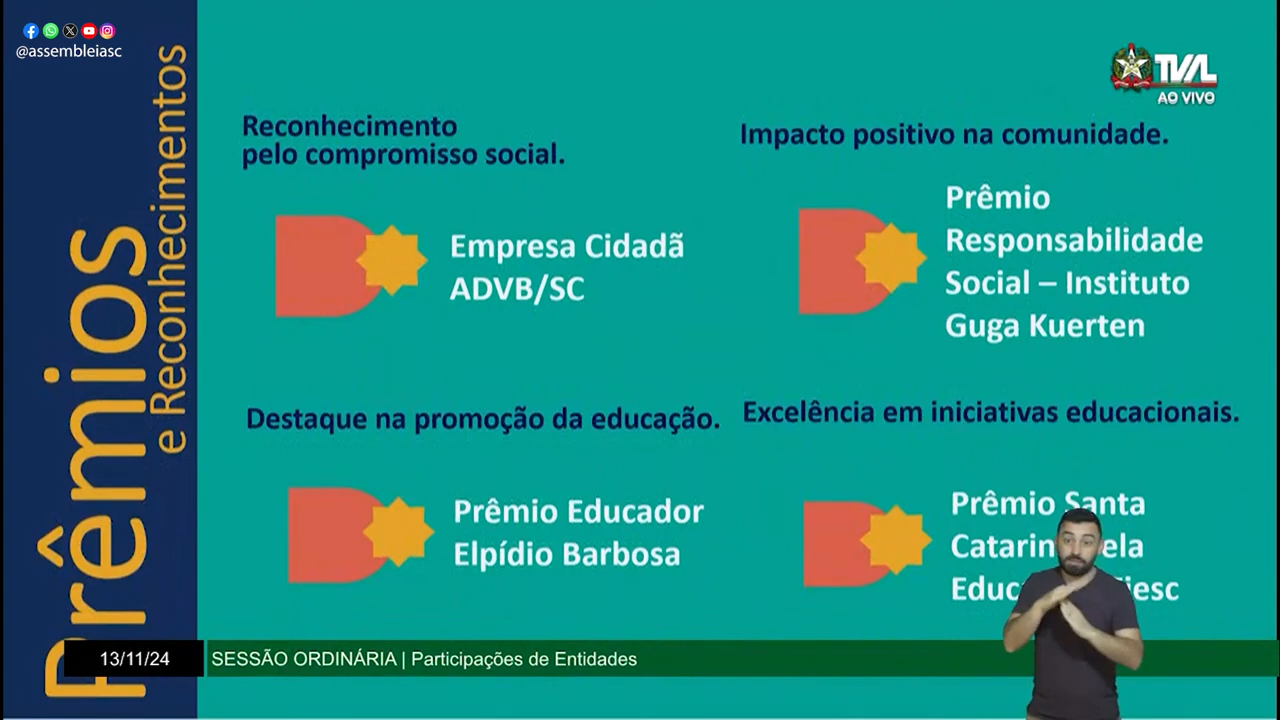 @assembleiasc
Prêmios
e Reconhecimentos
TVAL
AO VIVO
Reconhecimento
pelo compromisso social.
Empresa Cidadã
ADVB/SC
Impacto positivo na comunidade.
Prêmio
Responsabilidade
Social – Instituto
Guga Kuerten
Destaque na promoção da educação.
Prêmio Educador
Elpídio Barbosa
Excelência em iniciativas educacionais.
Prêmio Santa
13/11/24
SESSÃO ORDINÁRIA | Participações de Entidades